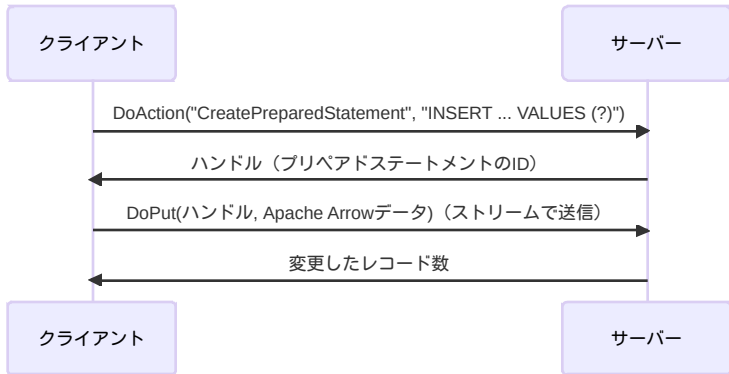 クライアント
サーバー
DoAction("CreatePreparedStatement", "INSERT ... VALUES (?)")
ハンドル（プリペアドステートメントのID）
DoPut(ハンドル, Apache Arrowデータ)（ストリームで送信）
変更したレコード数
クライアント
サーバー